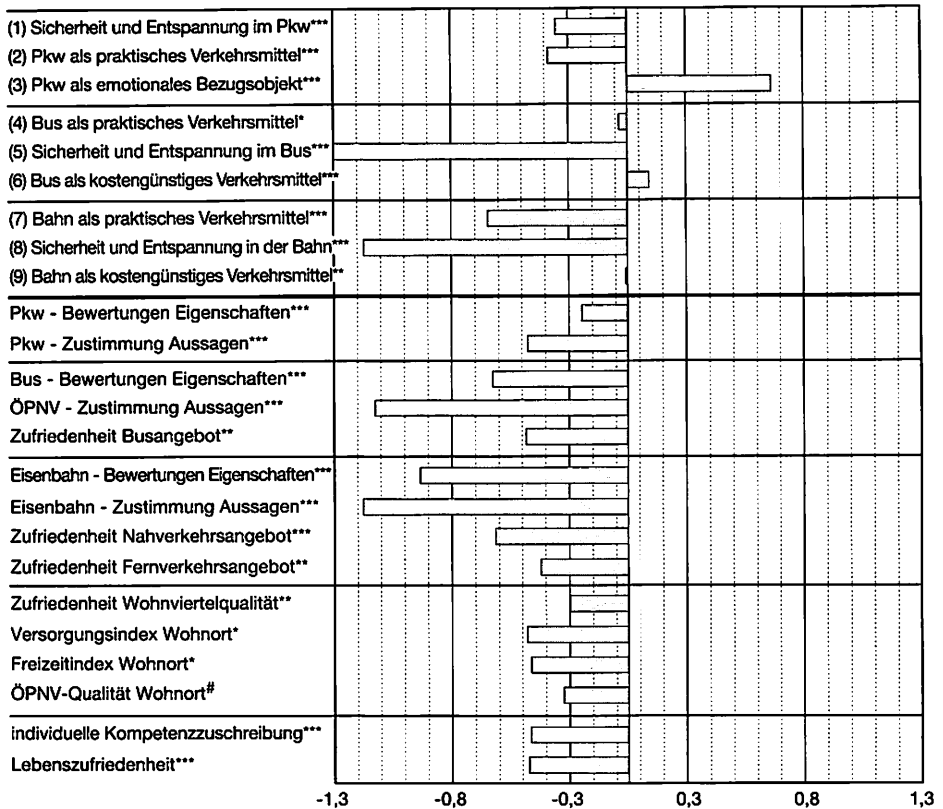 (1) Sicherheit und Entspannung im Pkw***
(2) Pkw als praktisches Verkehrsmittel***
(3) Pkw als emotionales Bezugsobjekt***
(4) Bus als praktisches Verkehrsmittel*
(5) Sicherheit und Entspannung im Bus***
(6) Bus als kostengünstiges Verkehrsmittel***
(7) Bahn als praktisches Verkehrsmittel***
(8) Sicherheit und Entspannung in der Bahn***
(9) Bahn als kostengünstiges Verkehrsmittel**
Pkw - Bewertungen Eigenschaften***
Pkw - Zustimmung Aussagen***
Bus - Bewertungen Eigenschaften***
ÖPNV - Zustimmung Aussagen***
Zufriedenheit Busangebot**
Eisenbahn - Bewertungen Eigenschaften***
Eisenbahn - Zustimmung Aussagen***
Zufriedenheit Nahverkehrsangebot***
Zufriedenheit Fernverkehrsangebot**
Zufriedenheit Wohnviertelqualität**
Versorgungsindex Wohnort*
Freizeitindex Wohnort*
ÖPNV-Qualität Wohnort#
individuelle Kompetenzzuschreibung***
Lebenszufriedenheit***
-1,3 -0,8 -0,3 0,3 0,8 1,3